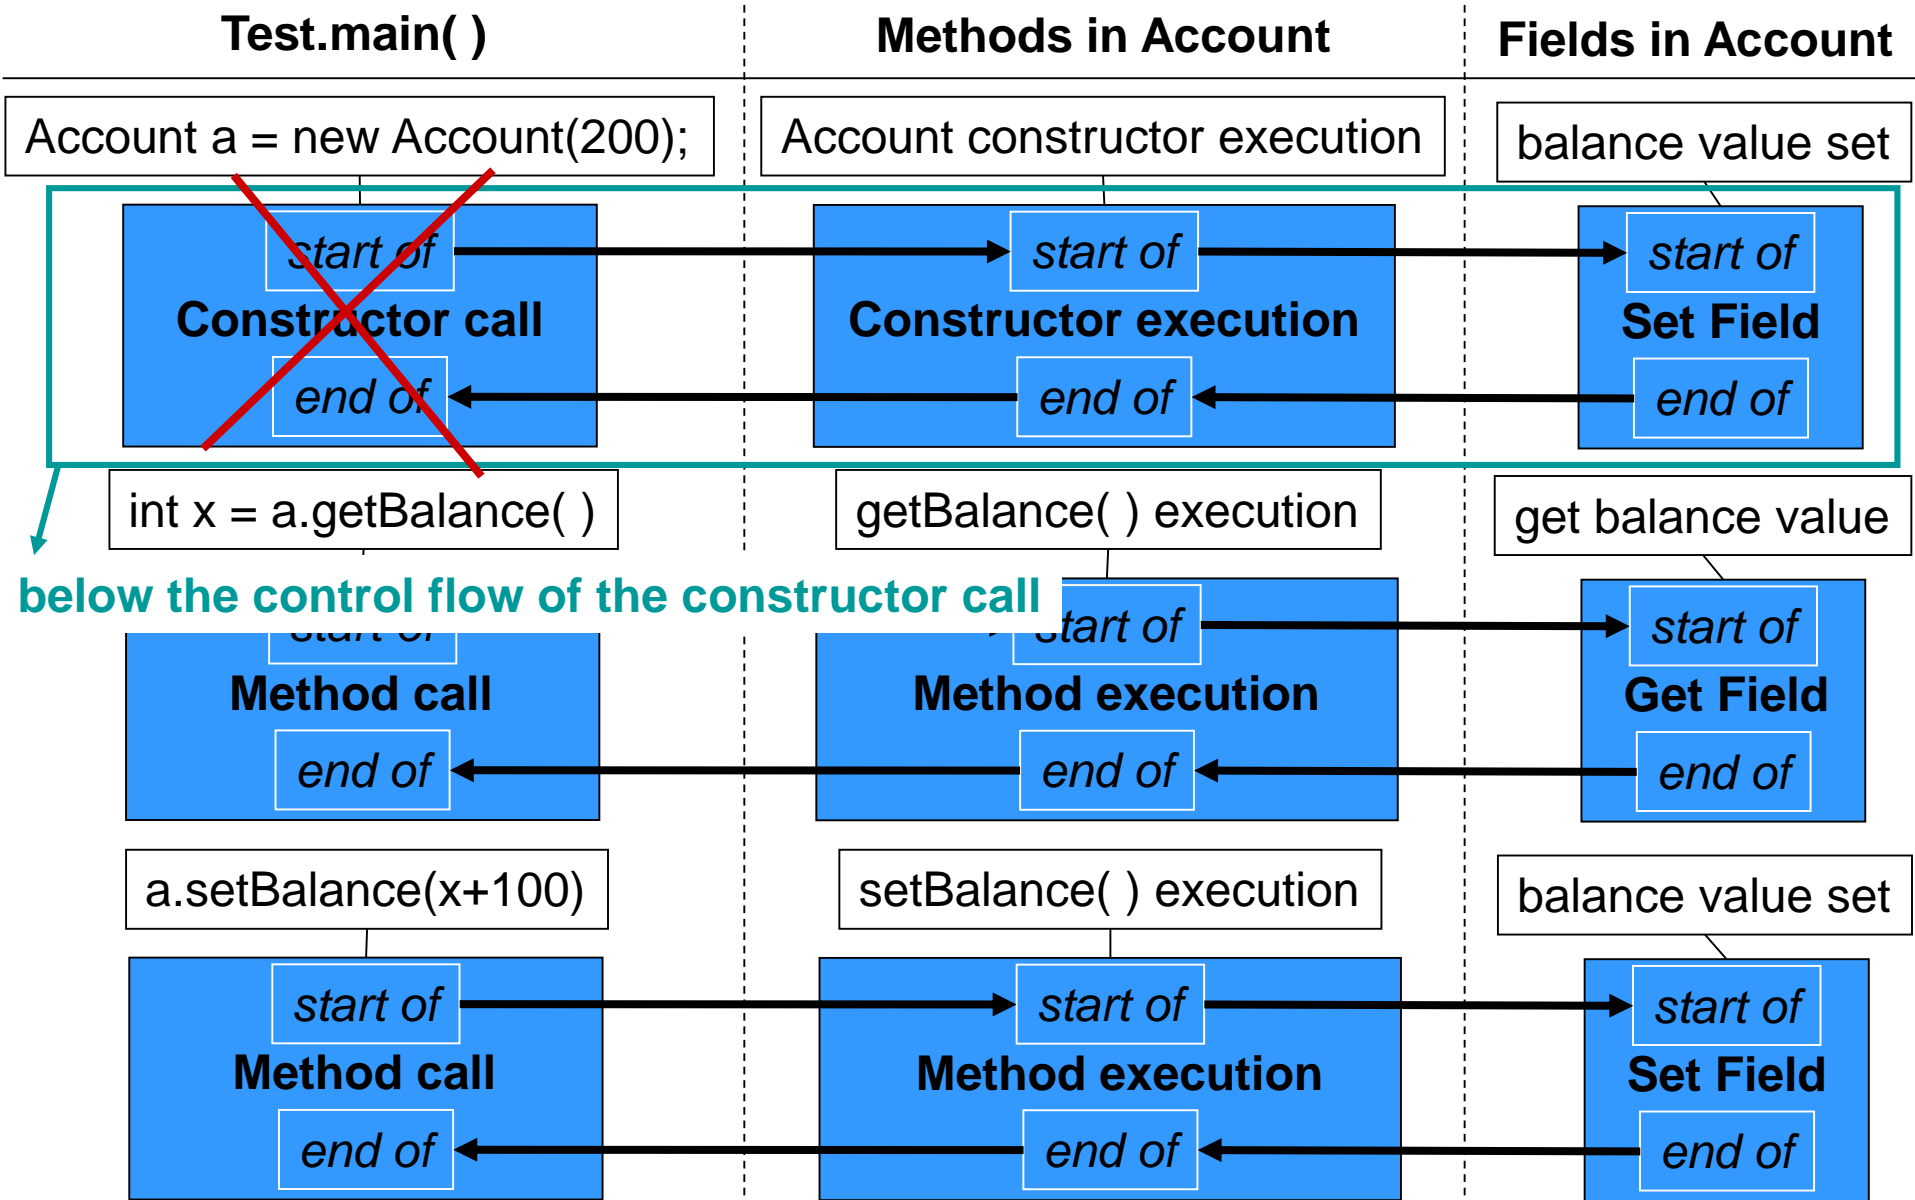 Test.main( )
Methods in Account
Fields in Account
Account a = new Account(200);
Account constructor execution
balance value set
start of
start of
start of
Constructor call
Constructor execution
Set Field
end of
end of
end of
int x = a.getBalance( )
getBalance( ) execution
get balance value
below the control flow of the constructor call
start of
start of
start of
Method call
Method execution
Get Field
end of
end of
end of
a.setBalance(x+100)
setBalance( ) execution
balance value set
start of
start of
start of
Method call
Method execution
Set Field
end of
end of
end of